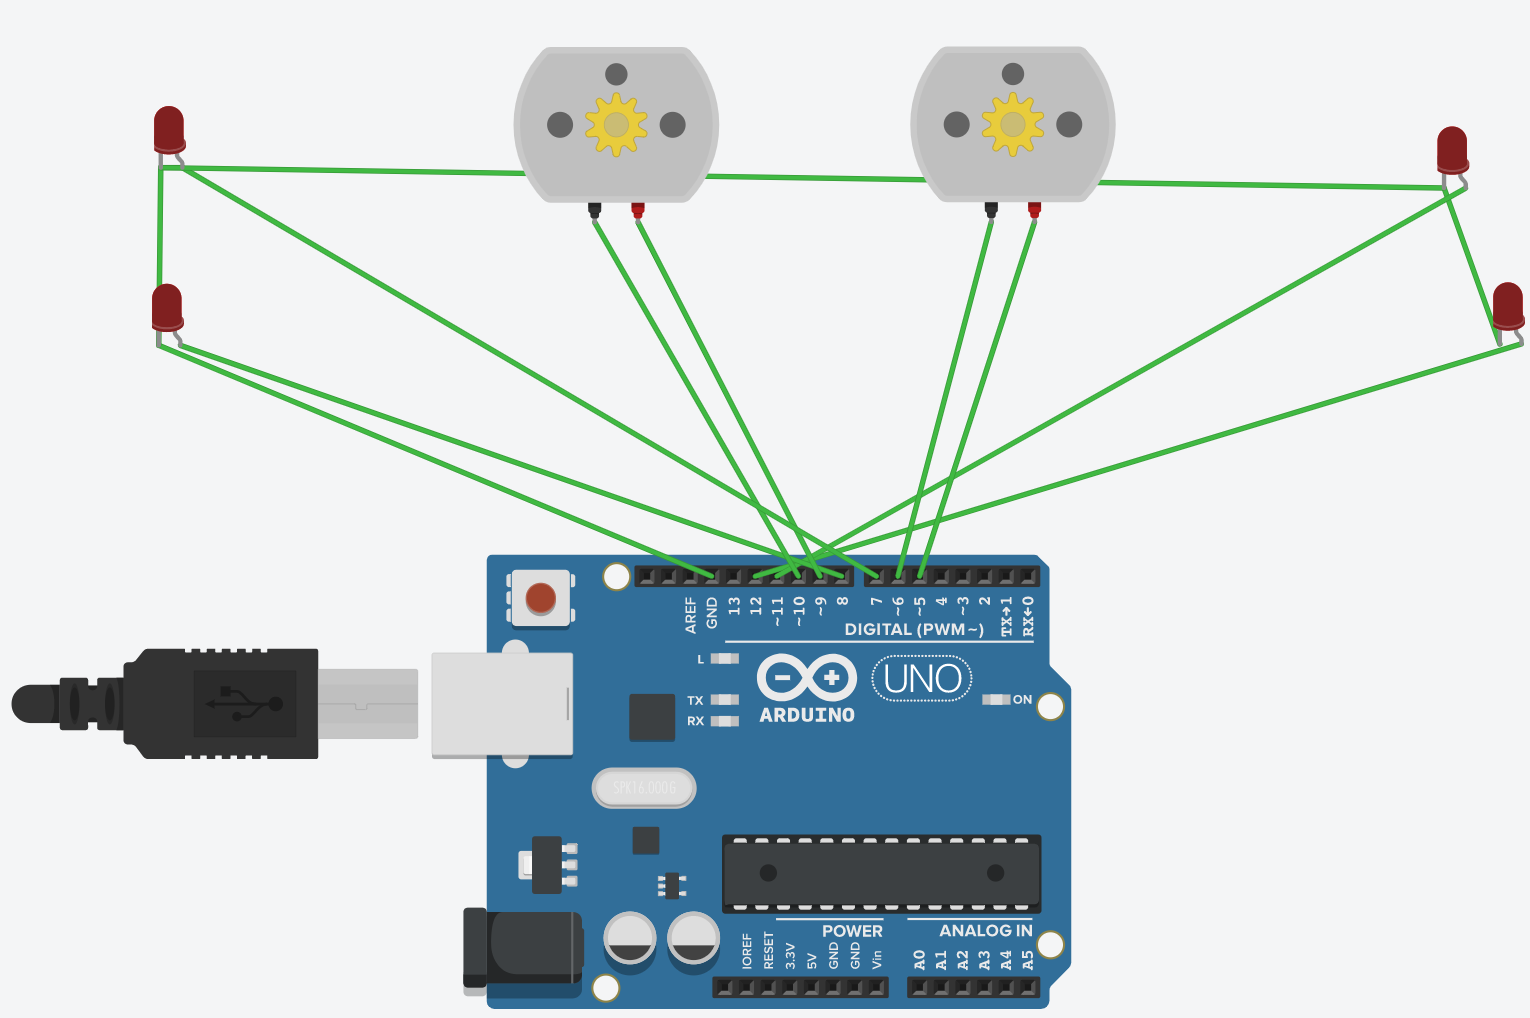 AREF
GND
13
12
~11
~10
~9
8
7
~6
~5
4
~3
2
TX→1
RX←0
DIGITAL (PWM~)
L
TX
RX
ARDUINO
UNO
ON
SPK16.000G
POWER
ANALOG IN
IOREF
RESET
3.3V
5V
GND
GND
Vin
A0
A1
A2
A3
A4
A5